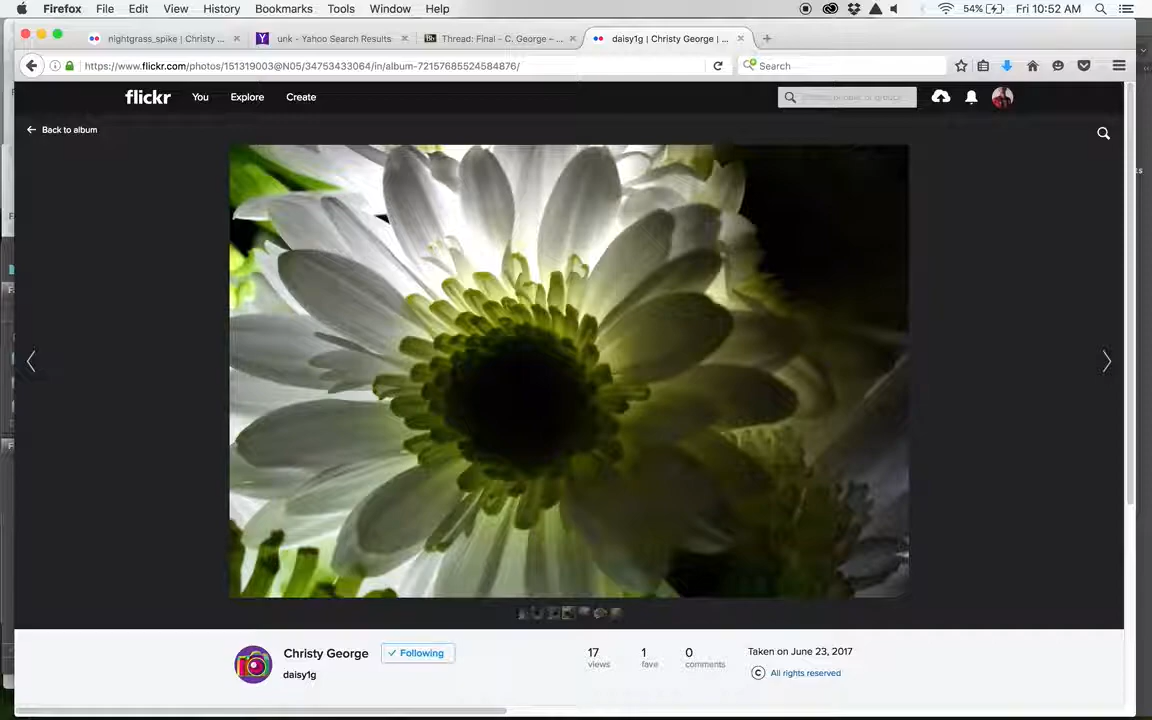 Firefox File Edit View History Bookmarks Tools Window Help 54% Fri 10:52 AM
nightgrass_spike | Christy ... unk - Yahoo Search Results Thread: Final – C. George – ... daisy1g | Christy George | ...
https://www.flickr.com/photos/151319003@N05/34753433064/in/album-72157685524584876/ Search
flickr You Explore Create
Back to album
Christy George Following
daisy1g
17 views
1 fave
0 comments
Taken on June 23, 2017
All rights reserved